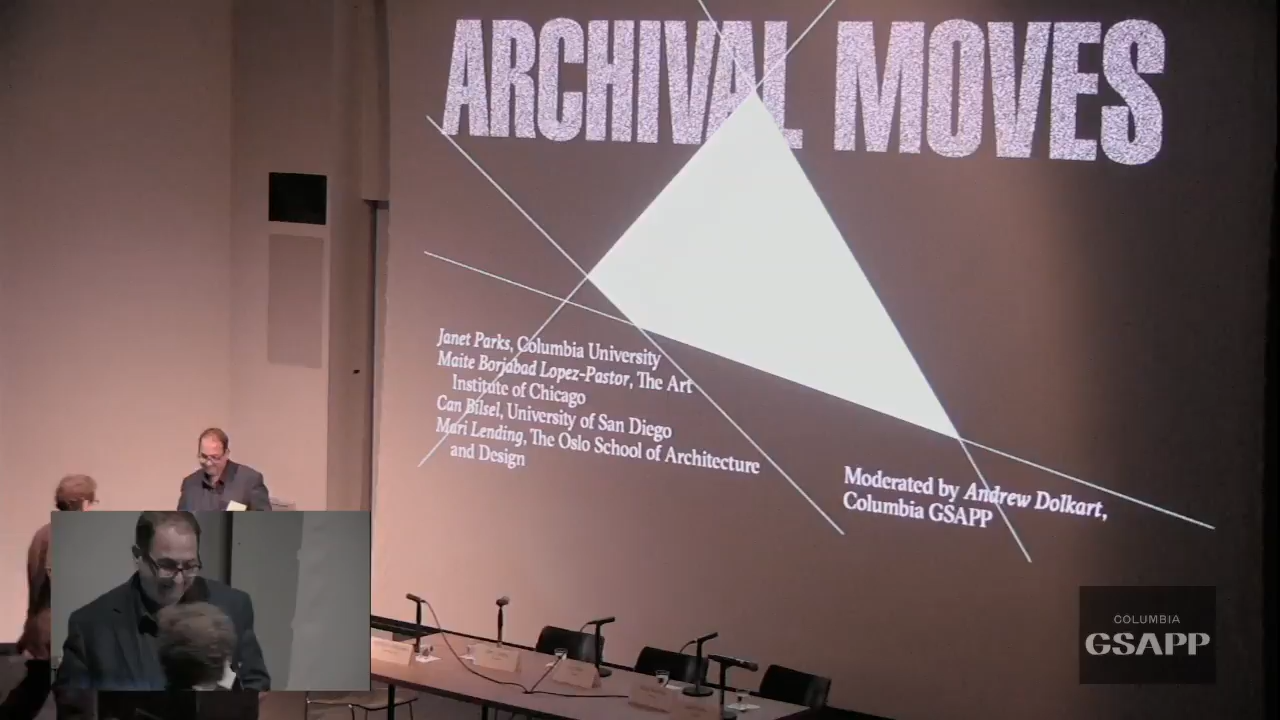 ARCHIVAL MOVES
Janet Parks, Columbia University
Maite Borjabad Lopez-Pastor, The Art
Institute of Chicago
Can Bilsel, University of San Diego
Mari Lending, The Oslo School of Architecture
and Design
Moderated by Andrew Dolkart,
Columbia GSAPP
COLUMBIA
GSAPP